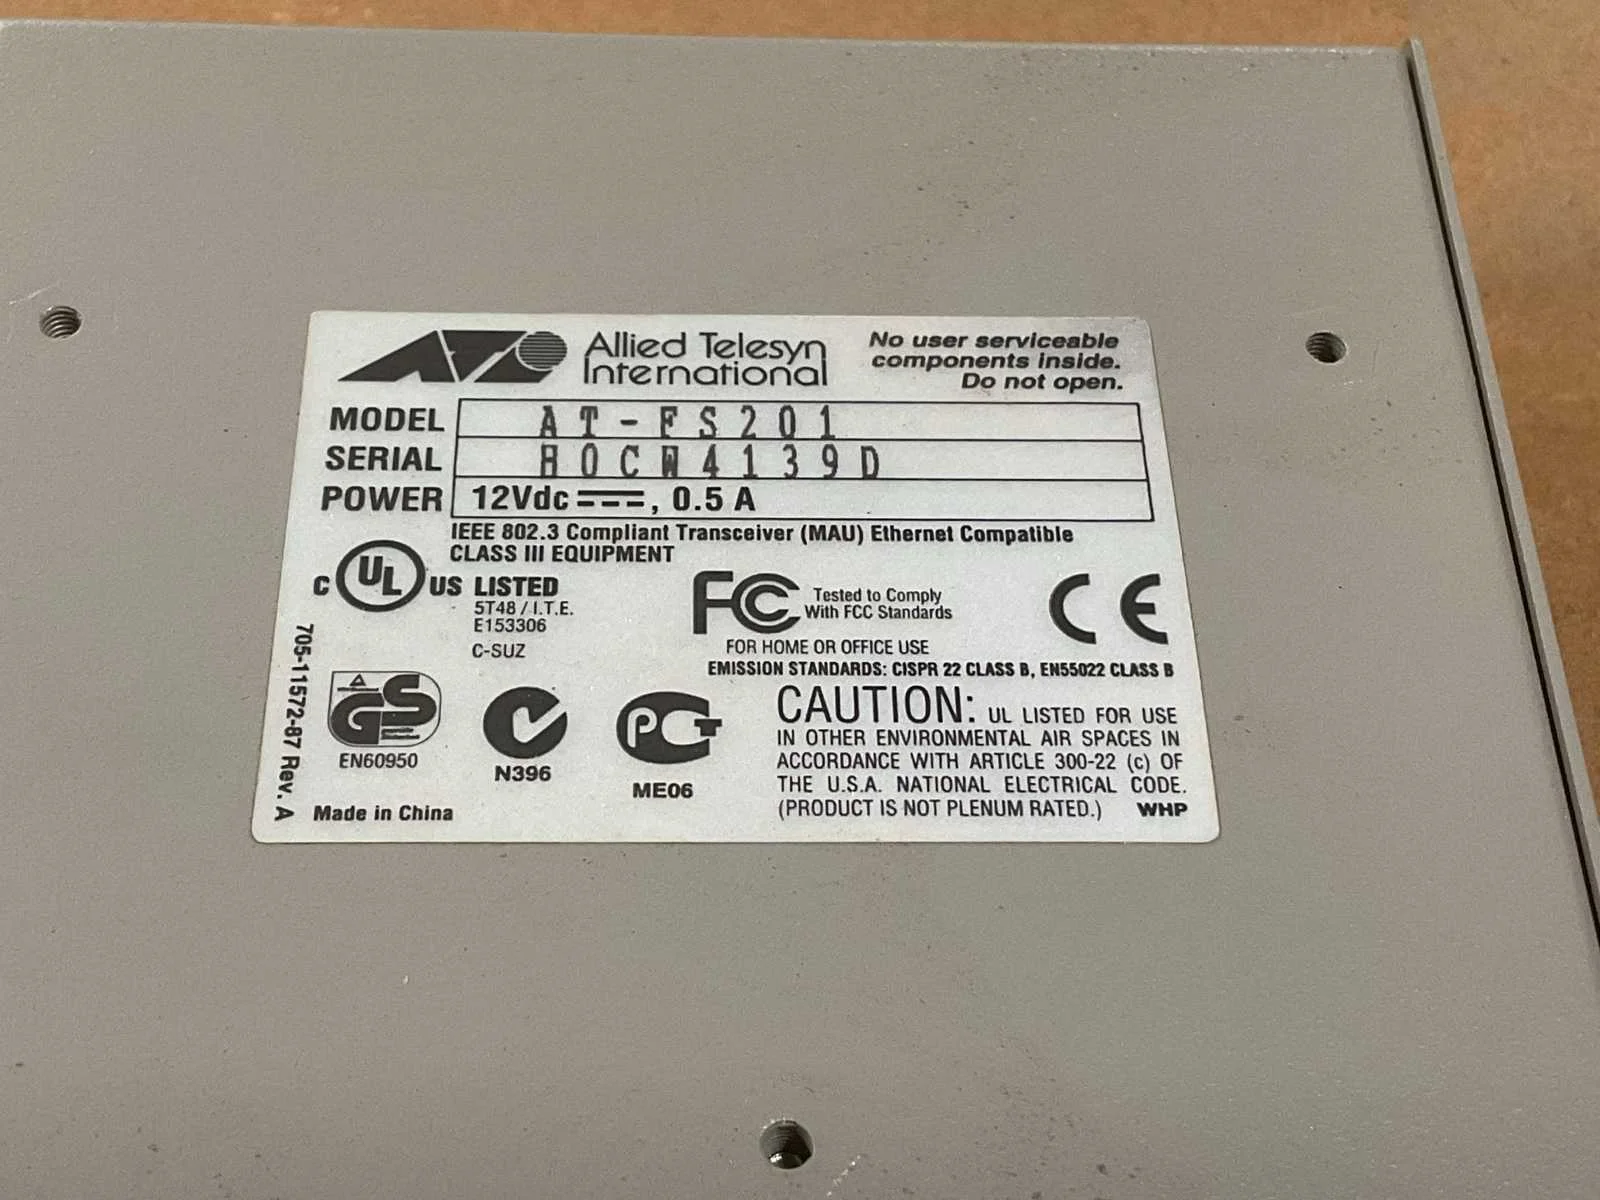 Allied Telesyn
International
No user serviceable
components inside.
Do not open.
MODEL AT-FS201
SERIAL H0CW4139D
POWER 12Vdc ⎓, 0.5 A
IEEE 802.3 Compliant Transceiver (MAU) Ethernet Compatible
CLASS III EQUIPMENT
C UL US LISTED
5T48 / I.T.E.
E153306
C-SUZ
FC Tested to Comply
With FCC Standards
FOR HOME OR OFFICE USE
CE
EMISSION STANDARDS: CISPR 22 CLASS B, EN55022 CLASS B
705-11572-87 Rev. A
GS
EN60950
N396
PCT
ME06
CAUTION: UL LISTED FOR USE
IN OTHER ENVIRONMENTAL AIR SPACES IN
ACCORDANCE WITH ARTICLE 300-22 (c) OF
THE U.S.A. NATIONAL ELECTRICAL CODE.
(PRODUCT IS NOT PLENUM RATED.) WHP
Made in China